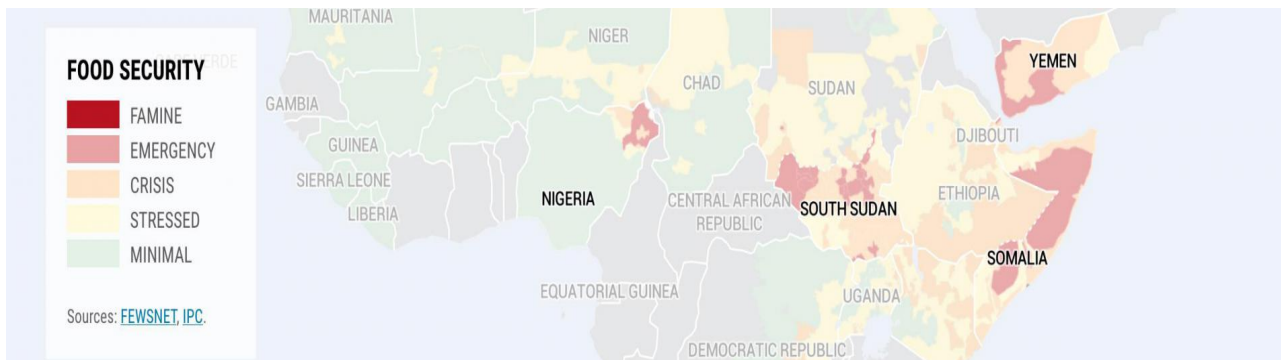 FOOD SECURITY
FAMINE
EMERGENCY
CRISIS
STRESSED
MINIMAL
Sources: FEWSNET, IPC.
MAURITANIA
NIGER
CHAD
SUDAN
YEMEN
GAMBIA
GUINEA
SIERRA LEONE
LIBERIA
NIGERIA
CENTRAL AFRICAN
REPUBLIC
SOUTH SUDAN
DJIBOUTI
ETHIOPIA
SOMALIA
EQUATORIAL GUINEA
UGANDA
DEMOCRATIC REPUBLIC